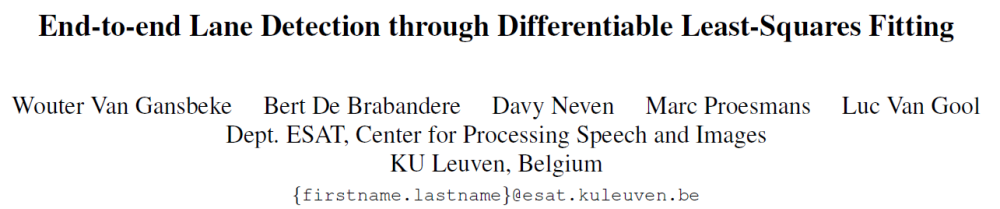 End-to-end Lane Detection through Differentiable Least-Squares Fitting
Wouter Van Gansbeke Bert De Brabandere Davy Neven Marc Proesmans Luc Van Gool
Dept. ESAT, Center for Processing Speech and Images
KU Leuven, Belgium
{firstname.lastname}@esat.kuleuven.be